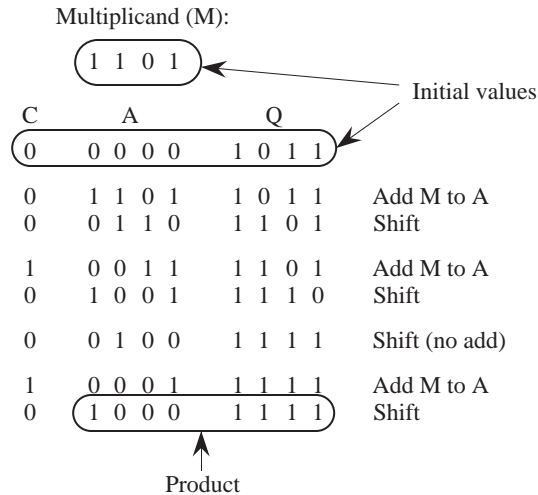 Multiplicand (M):
1 1 0 1
Initial values
C A Q
0 0 0 0 0 1 0 1 1
0 1 1 0 1 1 0 1 1 Add M to A
0 0 1 1 0 1 1 0 1 Shift
1 0 0 1 1 1 1 0 1 Add M to A
0 1 0 0 1 1 1 1 0 Shift
0 0 1 0 0 1 1 1 1 Shift (no add)
1 0 0 0 1 1 1 1 1 Add M to A
0 1 0 0 0 1 1 1 1 Shift
Product